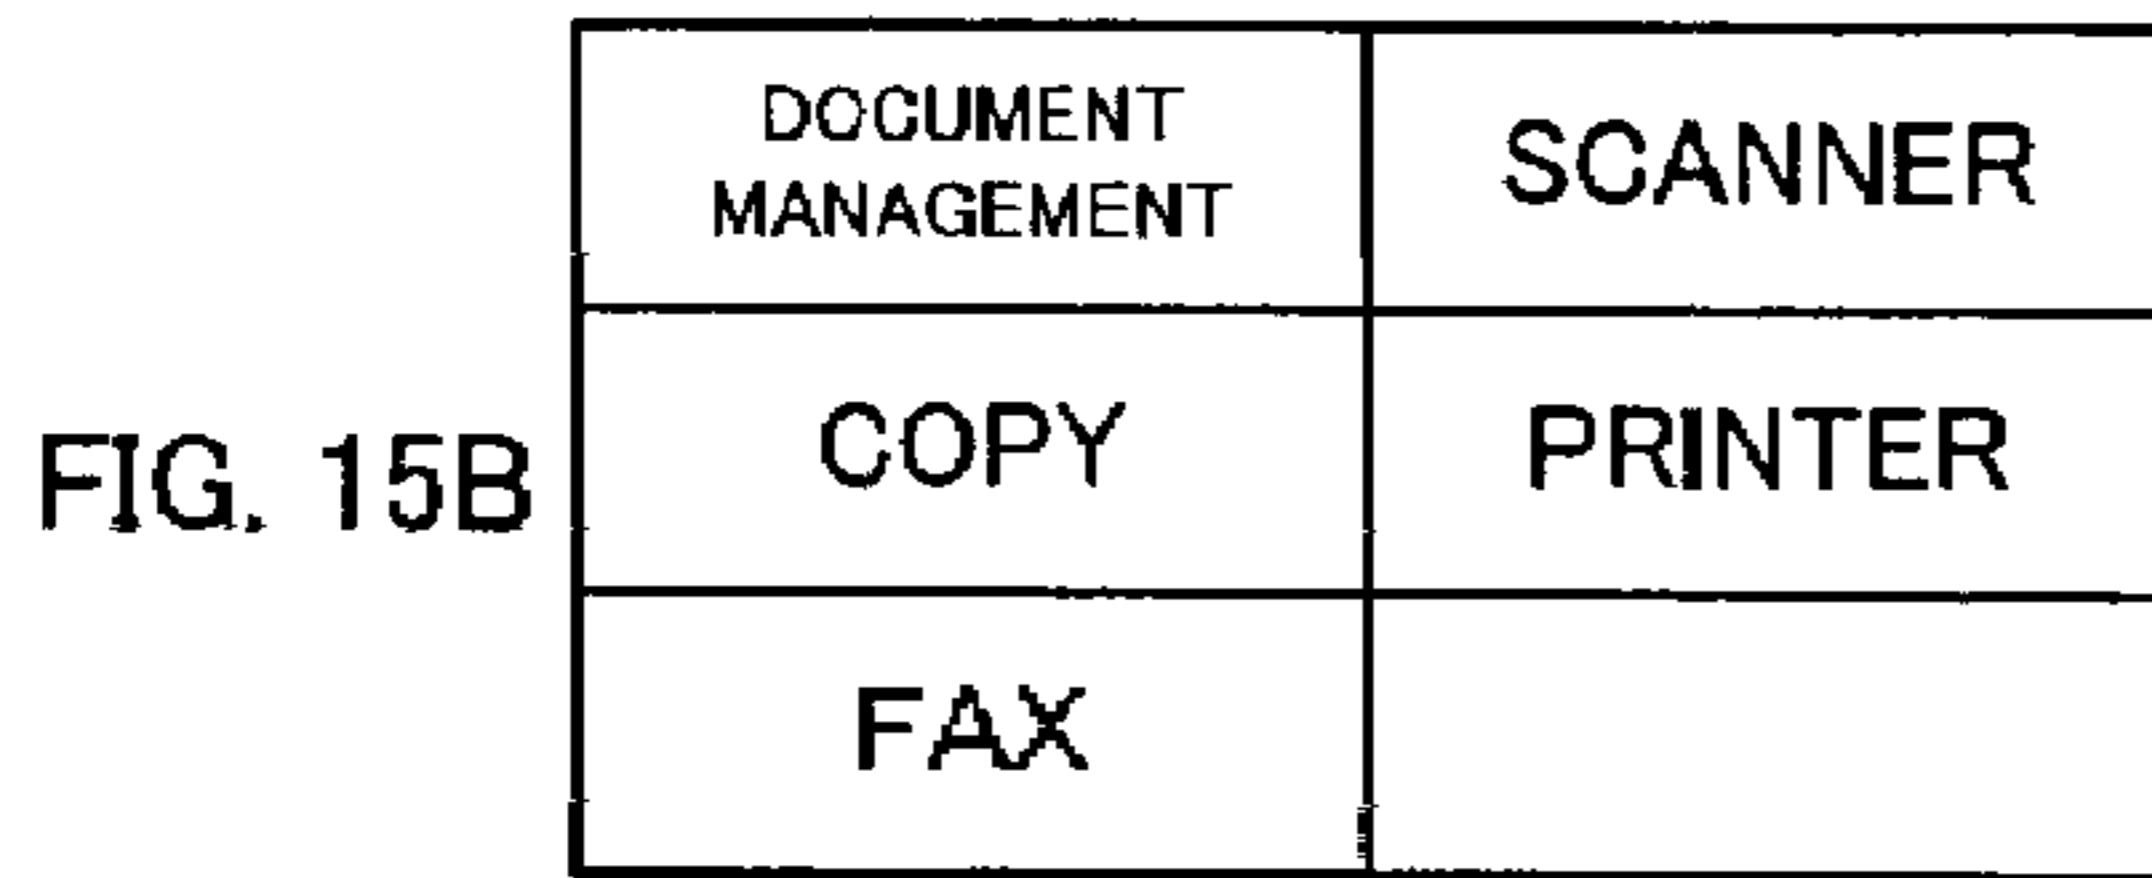 DOCUMENT
MANAGEMENT
SCANNER
COPY
PRINTER
FIG. 15B
FAX